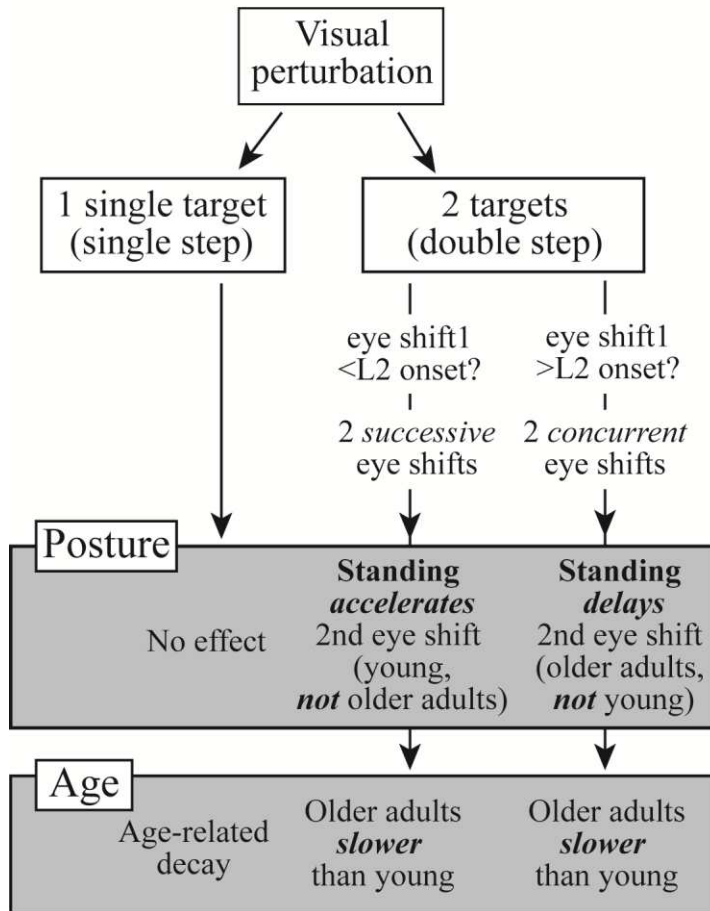 Visual
perturbation
1 single target
(single step)
2 targets
(double step)
eye shift1
<L2 onset?
2 successive
eye shifts
eye shift1
>L2 onset?
2 concurrent
eye shifts
Posture
No effect
Standing
accelerates
2nd eye shift
(young,
not older adults)
Standing
delays
2nd eye shift
(older adults,
not young)
Age
Age-related
decay
Older adults
slower
than young
Older adults
slower
than young